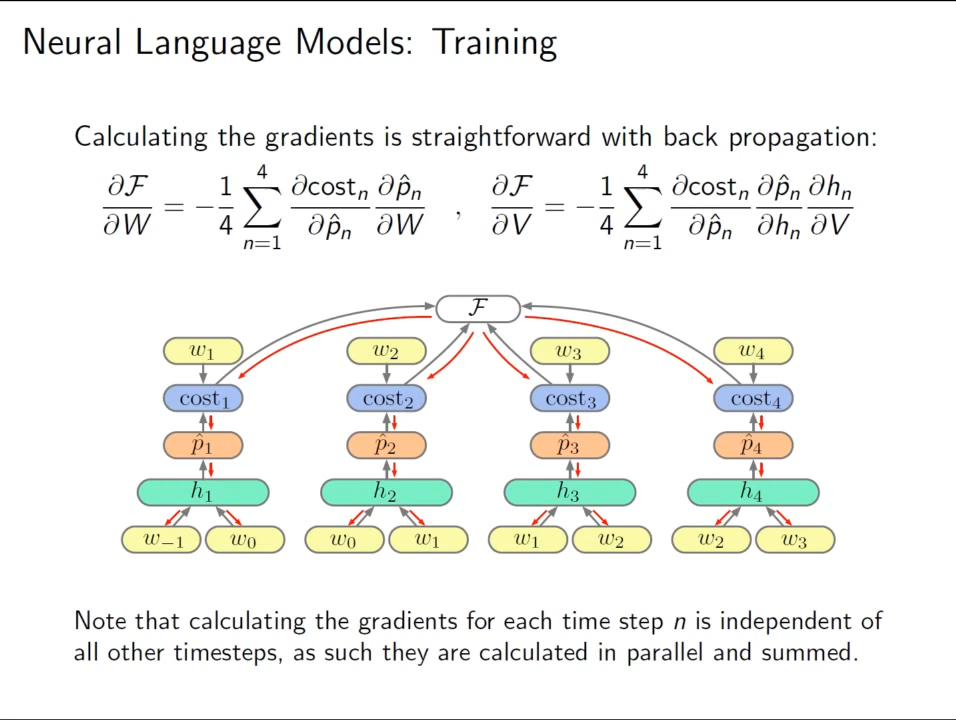 Neural Language Models: Training
Calculating the gradients is straightforward with back propagation:
∂ℱ/∂W = −1/4 ∑_{n=1}^{4} ∂cost_n/∂p̂_n ∂p̂_n/∂W , ∂ℱ/∂V = −1/4 ∑_{n=1}^{4} ∂cost_n/∂p̂_n ∂p̂_n/∂h_n ∂h_n/∂V
ℱ
w₁ w₂ w₃ w₄
cost₁ cost₂ cost₃ cost₄
p̂₁ p̂₂ p̂₃ p̂₄
h₁ h₂ h₃ h₄
w₋₁ w₀ w₀ w₁ w₁ w₂ w₂ w₃
Note that calculating the gradients for each time step n is independent of
all other timesteps, as such they are calculated in parallel and summed.